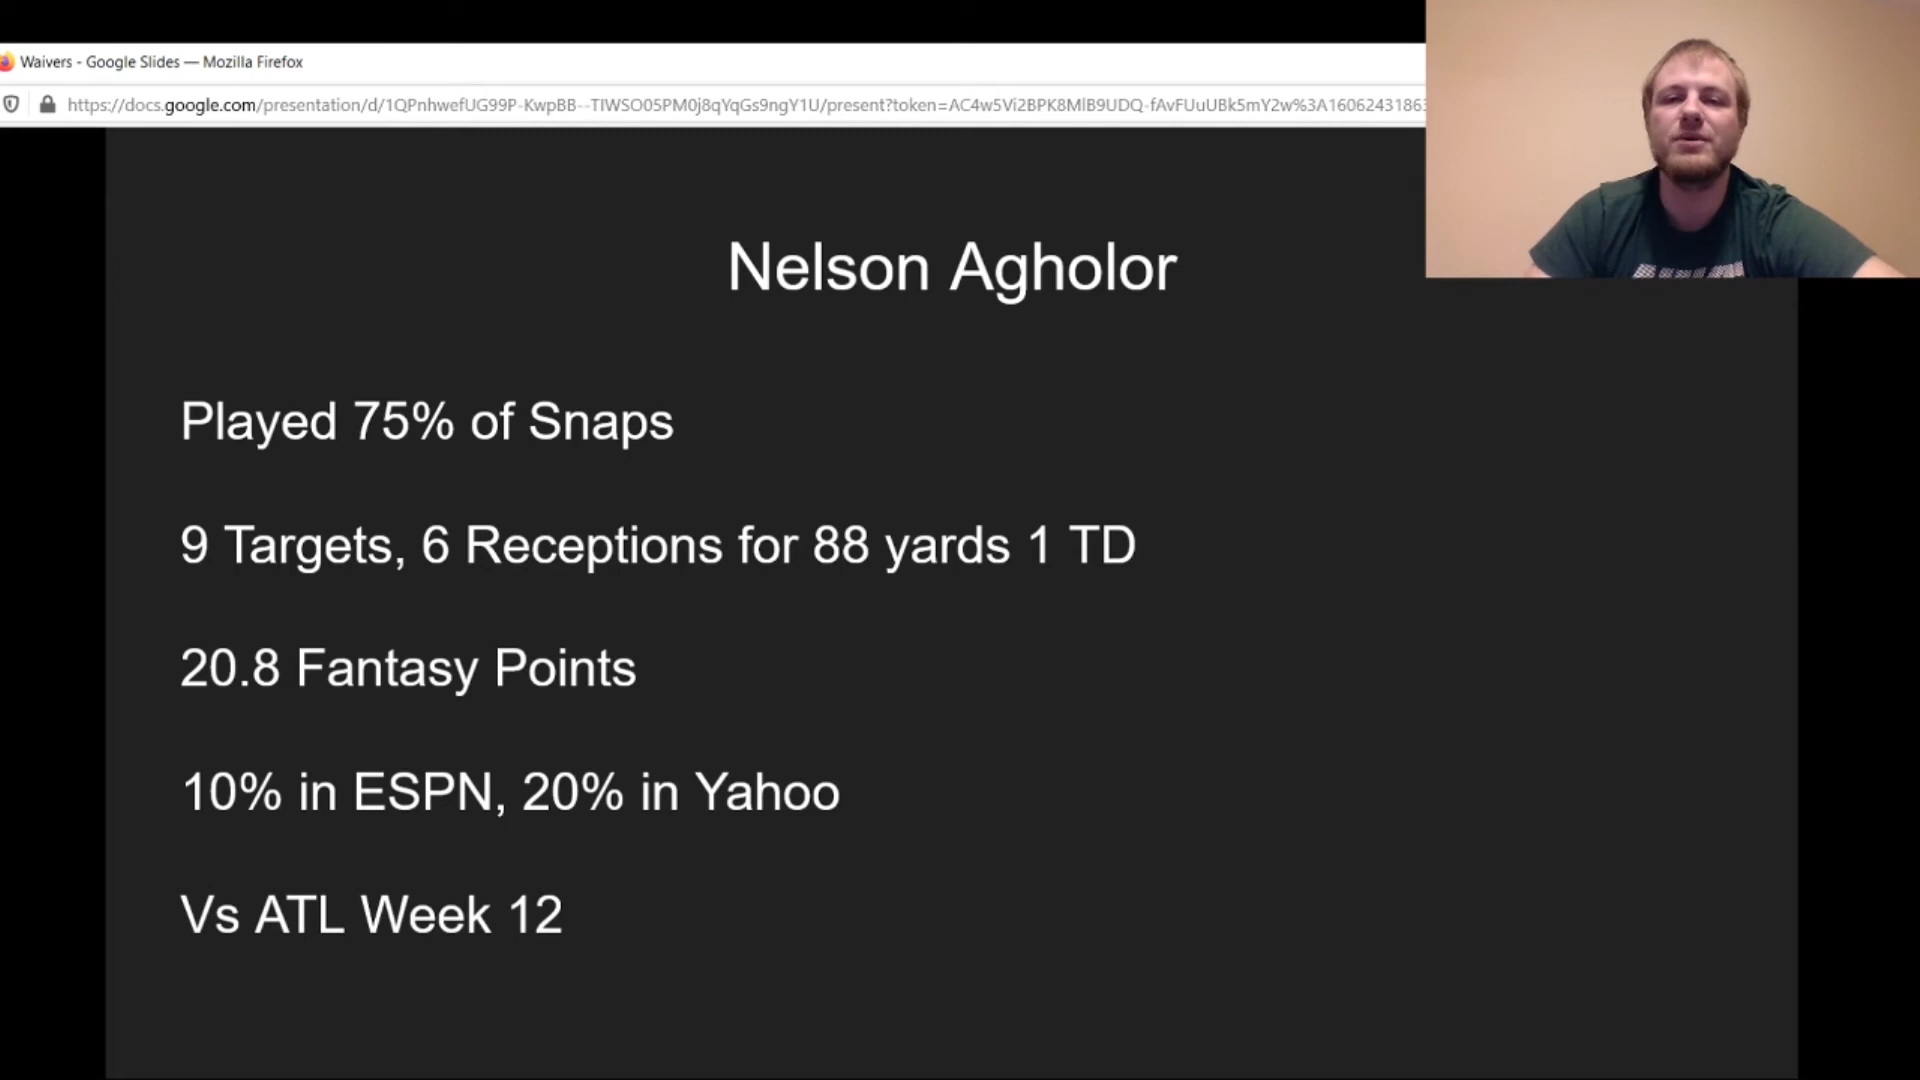 Waivers - Google Slides — Mozilla Firefox
https://docs.google.com/presentation/d/1QPnhwefUG99P-KwpBB--TIWSO05PM0j8qYqGs9ngY1U/present?token=AC4w5Vi2BPK8MlB9UDQ-fAvFUuUBk5mY2w%3A1606243186
Nelson Agholor
Played 75% of Snaps
9 Targets, 6 Receptions for 88 yards 1 TD
20.8 Fantasy Points
10% in ESPN, 20% in Yahoo
Vs ATL Week 12